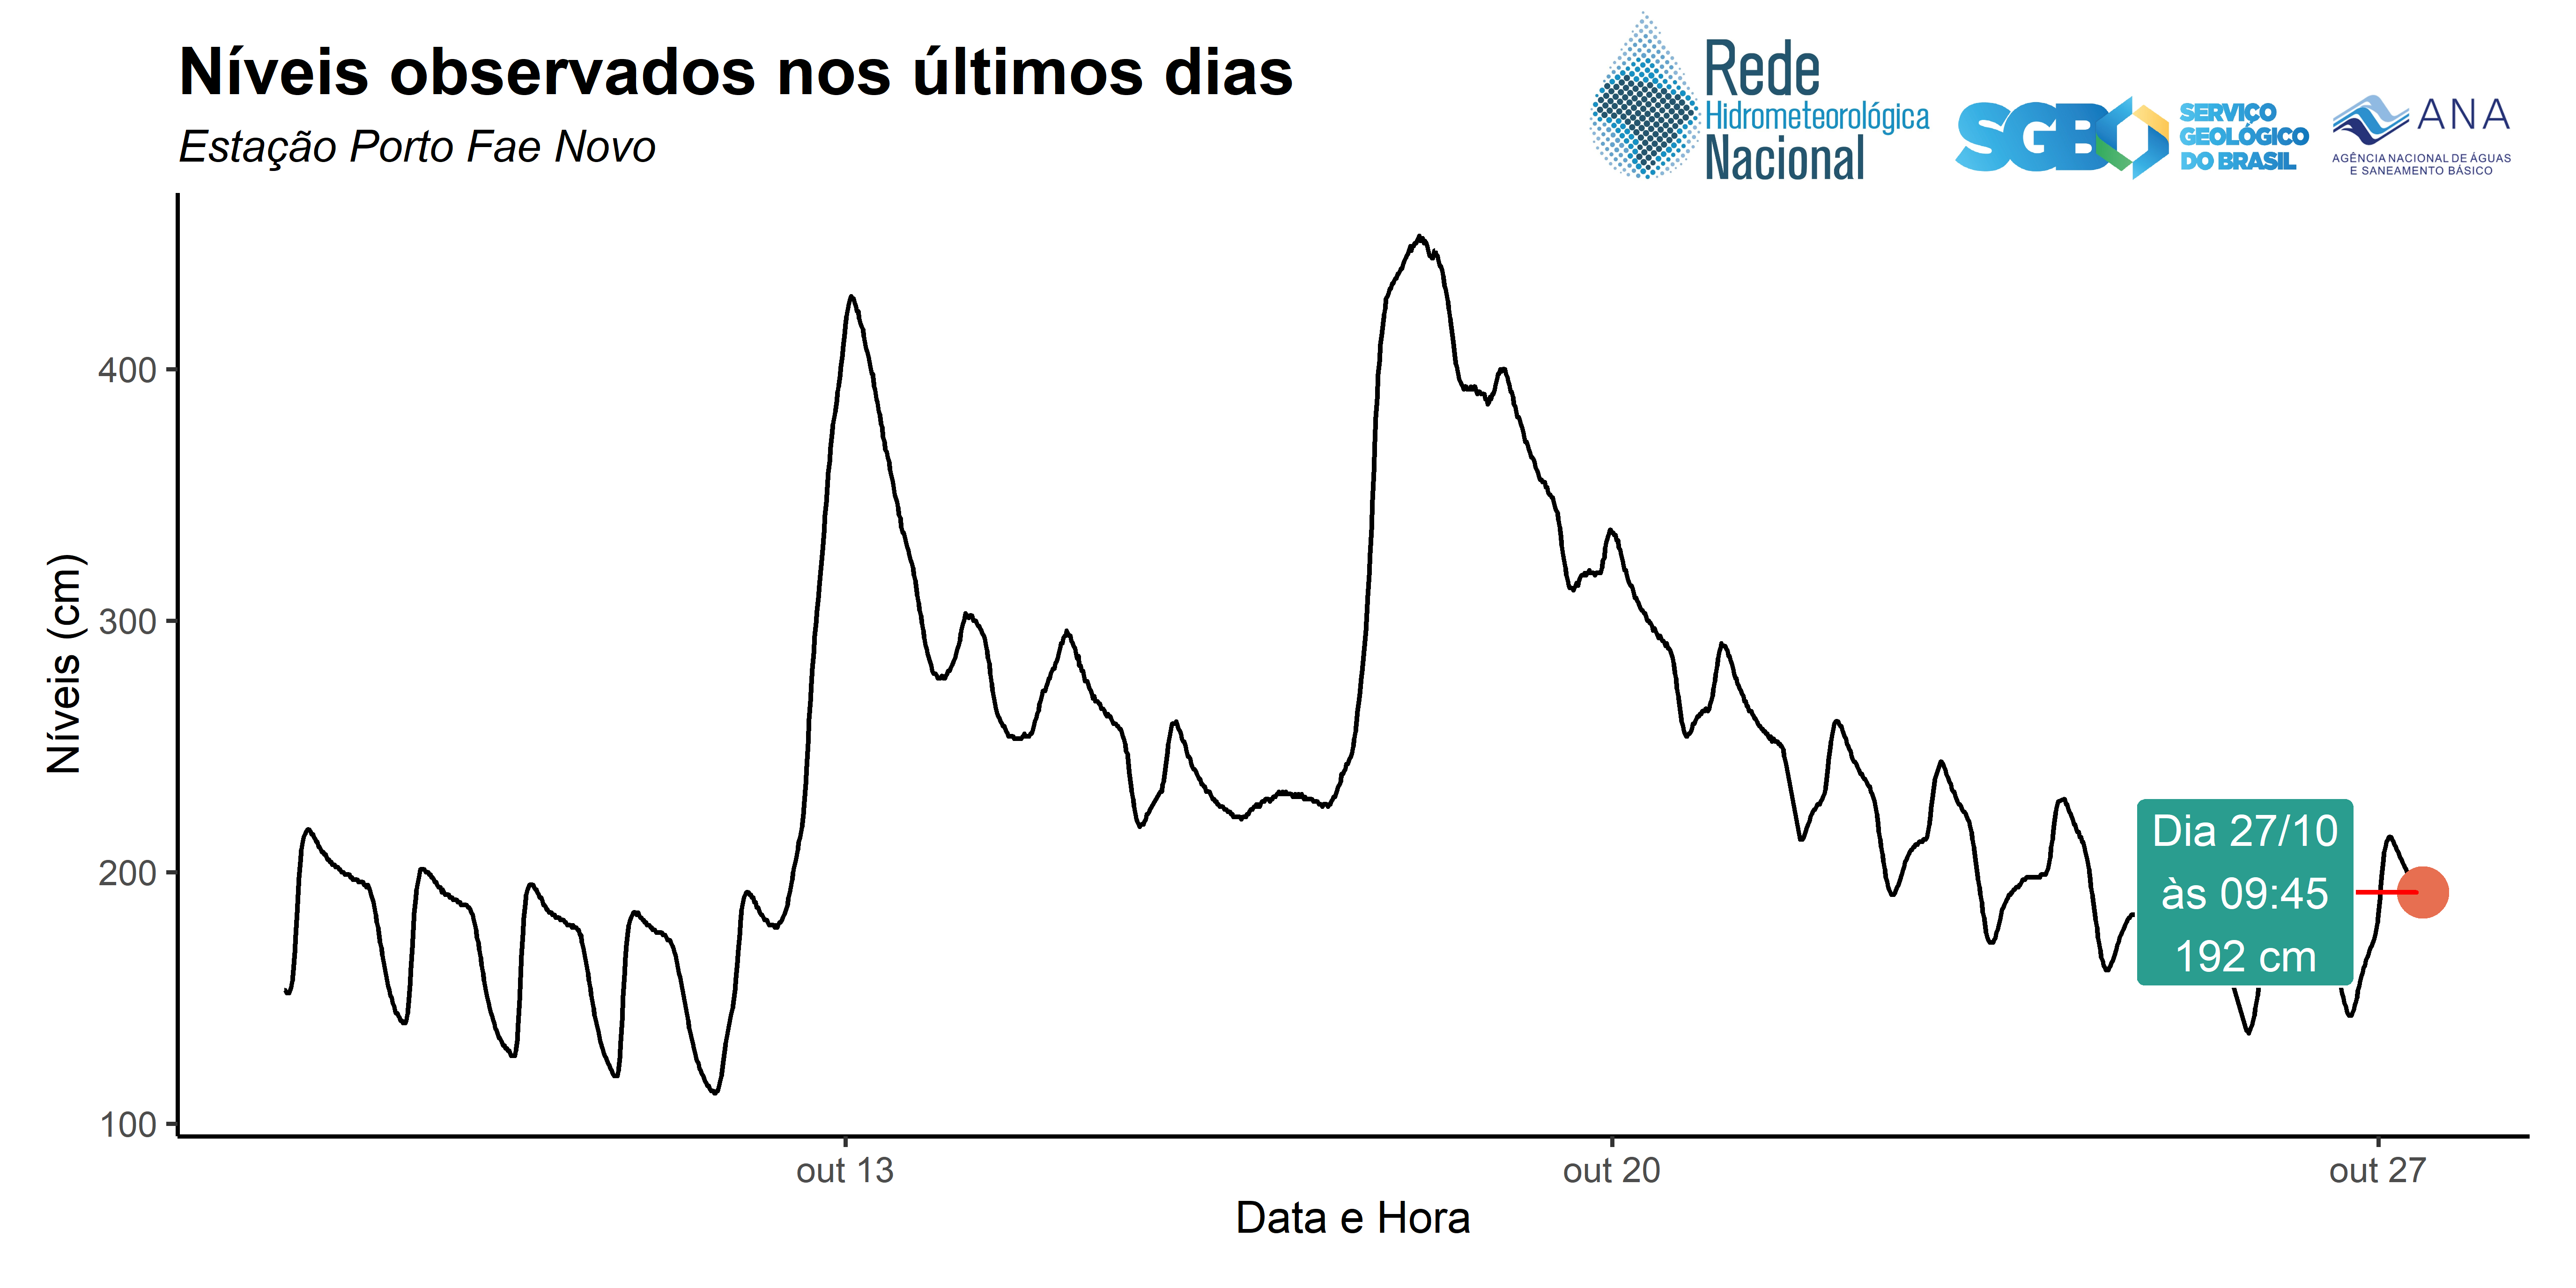 Níveis observados nos últimos dias
Estação Porto Fae Novo
Rede
Hidrometeorológica
Nacional
SGB
SERVIÇO
GEOLÓGICO
DO BRASIL
ANA
AGÊNCIA NACIONAL DE ÁGUAS
E SANEAMENTO BÁSICO
Níveis (cm)
400
300
200
100
Dia 27/10
às 09:45
192 cm
out 13
out 20
out 27
Data e Hora